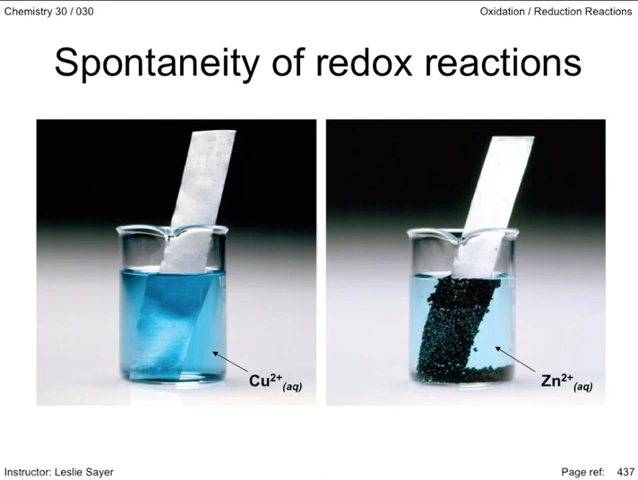 Chemistry 30 / 030
Oxidation / Reduction Reactions
Spontaneity of redox reactions
Cu²⁺(aq)
Zn²⁺(aq)
Instructor: Leslie Sayer
Page ref: 437